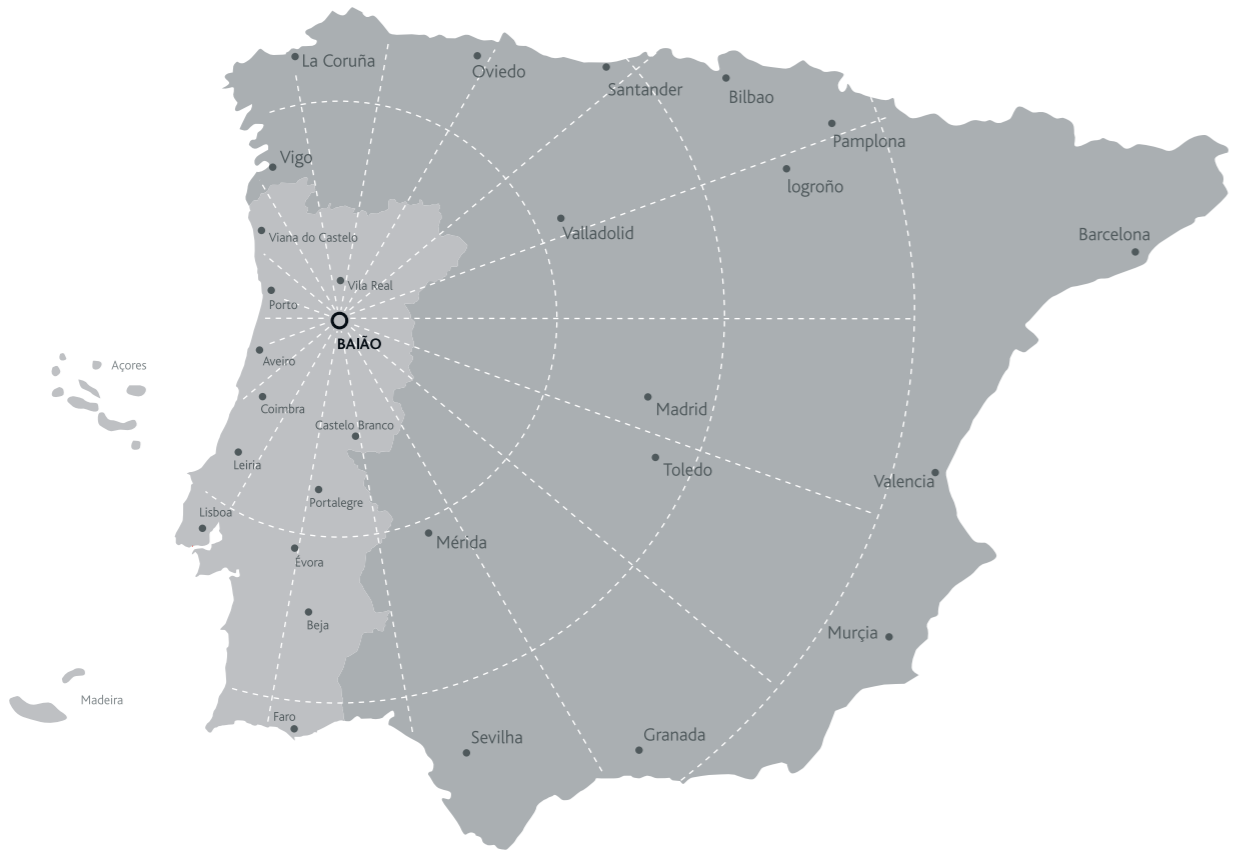 La Coruña
Oviedo
Santander
Bilbao
Pamplona
Vigo
logroño
Valladolid
Viana do Castelo
Barcelona
Vila Real
Porto
BAIÃO
Aveiro
Açores
Coimbra
Madrid
Castelo Branco
Leiria
Toledo
Valencia
Portalegre
Lisboa
Mérida
Évora
Beja
Murçia
Madeira
Faro
Sevilha
Granada